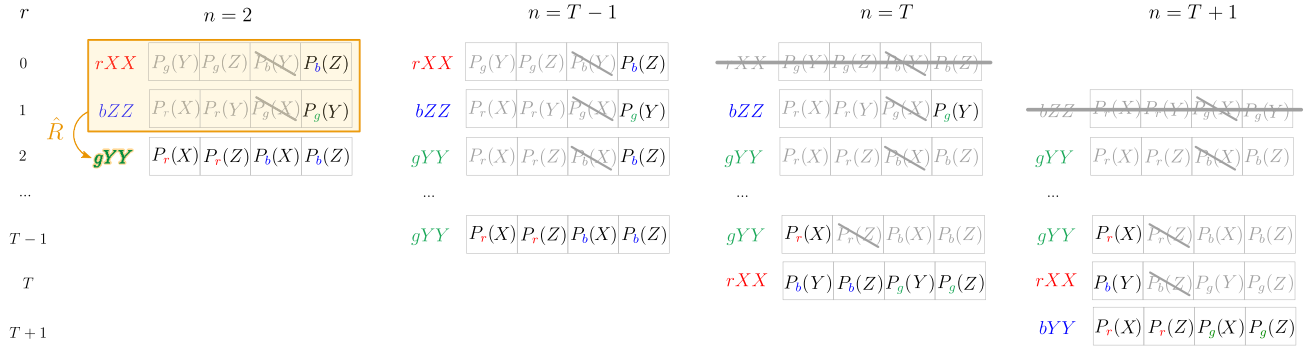 r n = 2 n = T − 1 n = T n = T + 1
0 rXX P_g(Y) P_g(Z) P_b(Y) P_b(Z) rXX P_g(Y) P_g(Z) P_b(Y) P_b(Z) rXX P_g(Y) P_g(Z) P_b(Y) P_b(Z)
1 bZZ P_r(X) P_r(Y) P_g(X) P_g(Y) bZZ P_r(X) P_r(Y) P_g(X) P_g(Y) bZZ P_r(X) P_r(Y) P_g(X) P_g(Y) bZZ P_r(X) P_r(Y) P_g(X) P_g(Y)
R̂
2 gYY P_r(X) P_r(Z) P_b(X) P_b(Z) gYY P_r(X) P_r(Z) P_b(X) P_b(Z) gYY P_r(X) P_r(Z) P_b(X) P_b(Z) gYY P_r(X) P_r(Z) P_b(X) P_b(Z)
... ... ... ...
T − 1 gYY P_r(X) P_r(Z) P_b(X) P_b(Z) gYY P_r(X) P_r(Z) P_b(X) P_b(Z) gYY P_r(X) P_r(Z) P_b(X) P_b(Z)
T rXX P_b(Y) P_b(Z) P_g(Y) P_g(Z) rXX P_b(Y) P_b(Z) P_g(Y) P_g(Z)
T + 1 bYY P_r(X) P_r(Z) P_g(X) P_g(Z)